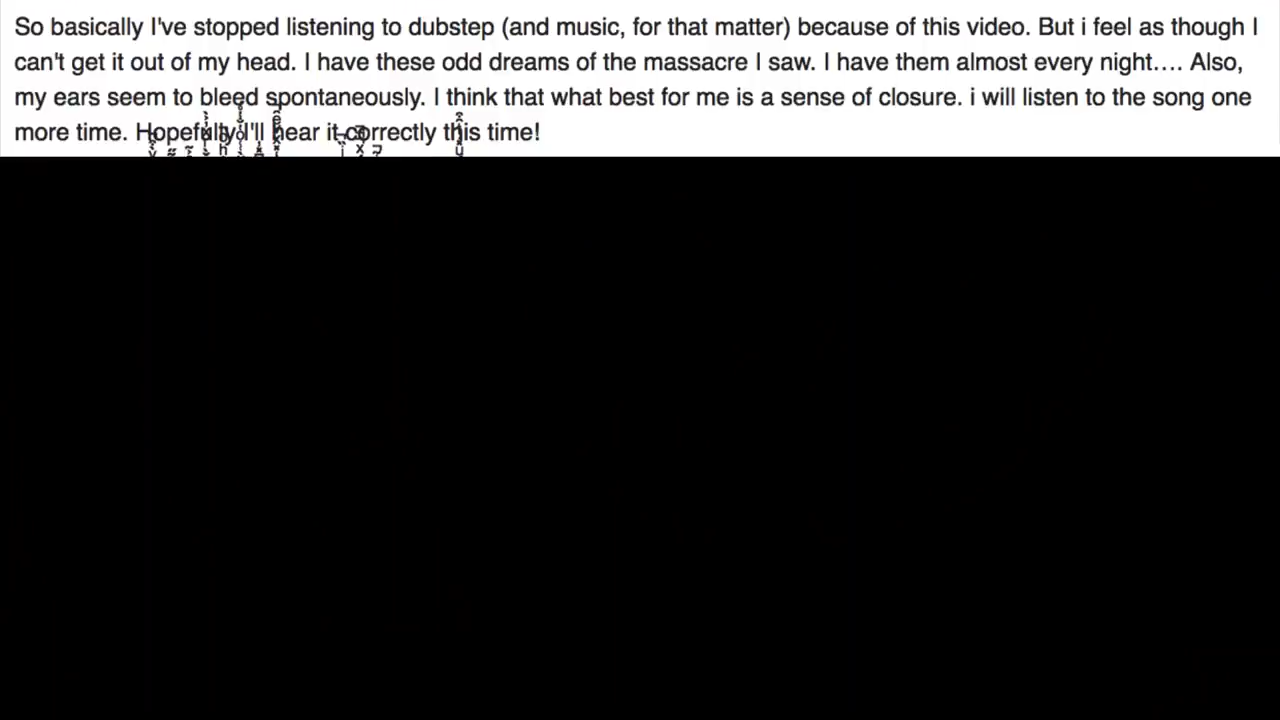 So basically I've stopped listening to dubstep (and music, for that matter) because of this video. But i feel as though I
can't get it out of my head. I have these odd dreams of the massacre I saw. I have them almost every night…. Also,
my ears seem to bleed spontaneously. I think that what best for me is a sense of closure. i will listen to the song one
more time. Hopefully I'll hear it correctly this time!